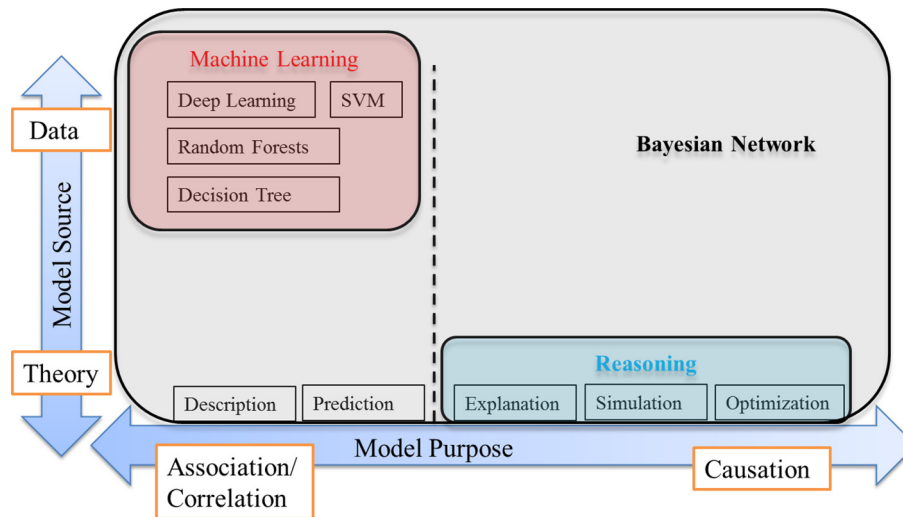 Machine Learning
Deep Learning
SVM
Random Forests
Decision Tree
Bayesian Network
Data
Model Source
Theory
Reasoning
Description
Prediction
Explanation
Simulation
Optimization
Model Purpose
Association/
Correlation
Causation